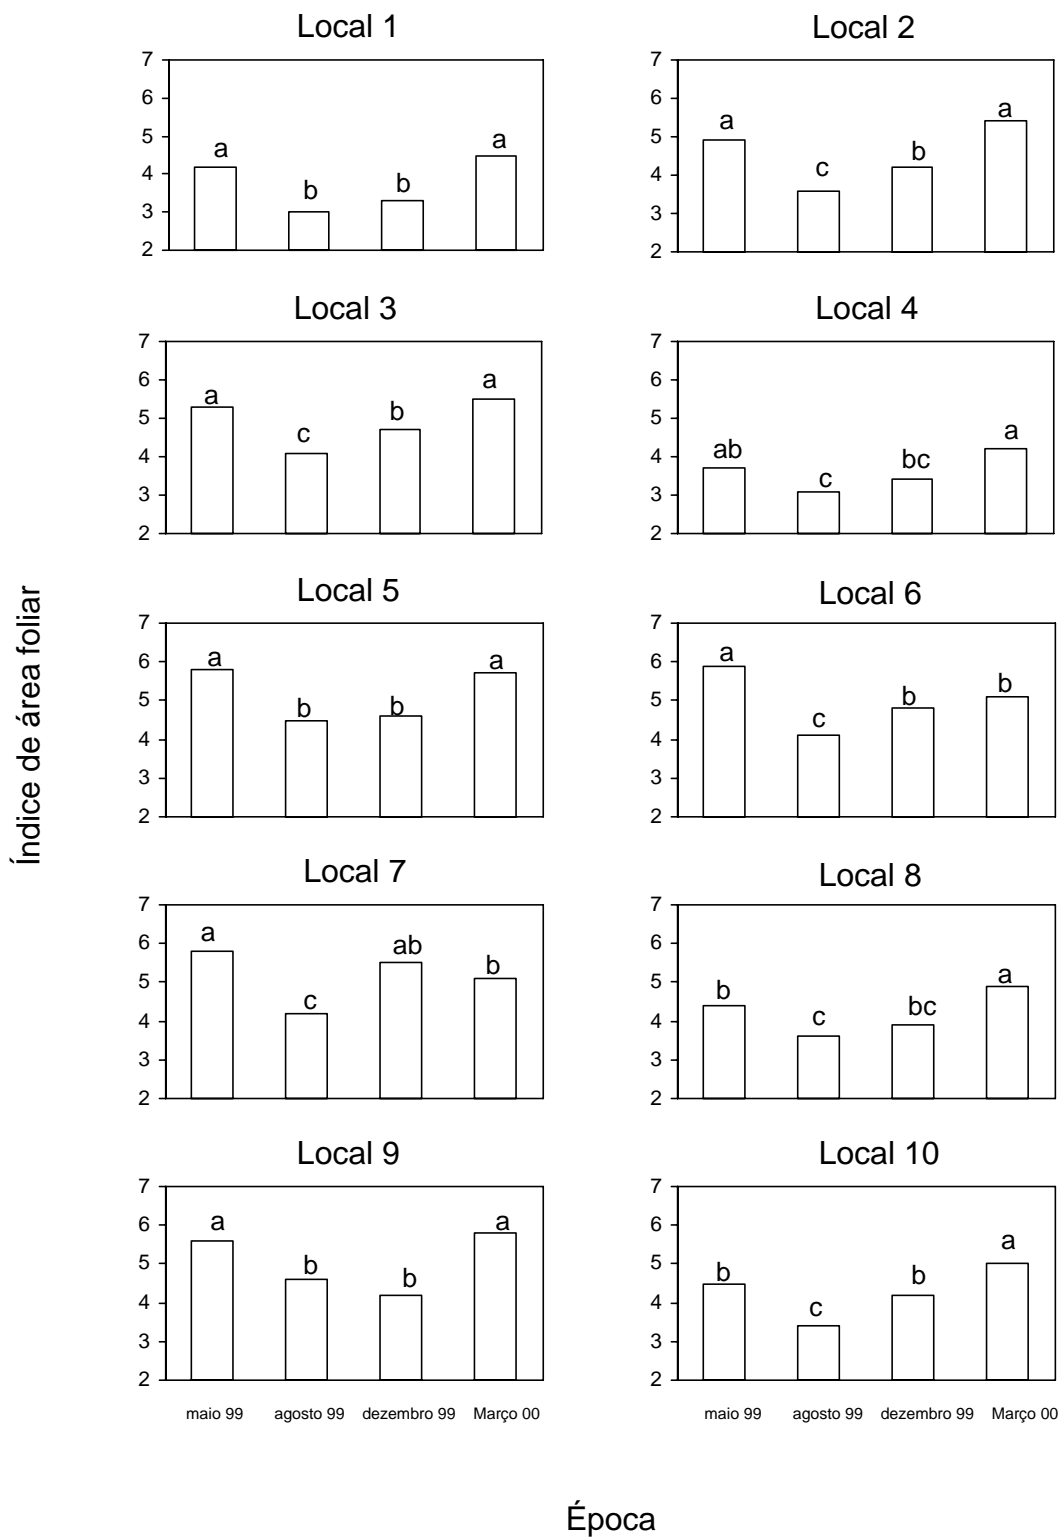 Local 1
7
6
5
4
3
2
a
b
b
a
Local 2
7
6
5
4
3
2
a
c
b
a
Local 3
7
6
5
4
3
2
a
c
b
a
Local 4
7
6
5
4
3
2
ab
c
bc
a
Índice de área foliar
Local 5
7
6
5
4
3
2
a
b
b
a
Local 6
7
6
5
4
3
2
a
c
b
b
Local 7
7
6
5
4
3
2
a
c
ab
b
Local 8
7
6
5
4
3
2
b
c
bc
a
Local 9
7
6
5
4
3
2
a
b
b
a
maio 99 agosto 99 dezembro 99 Março 00
Local 10
7
6
5
4
3
2
b
c
b
a
maio 99 agosto 99 dezembro 99 Março 00
Época